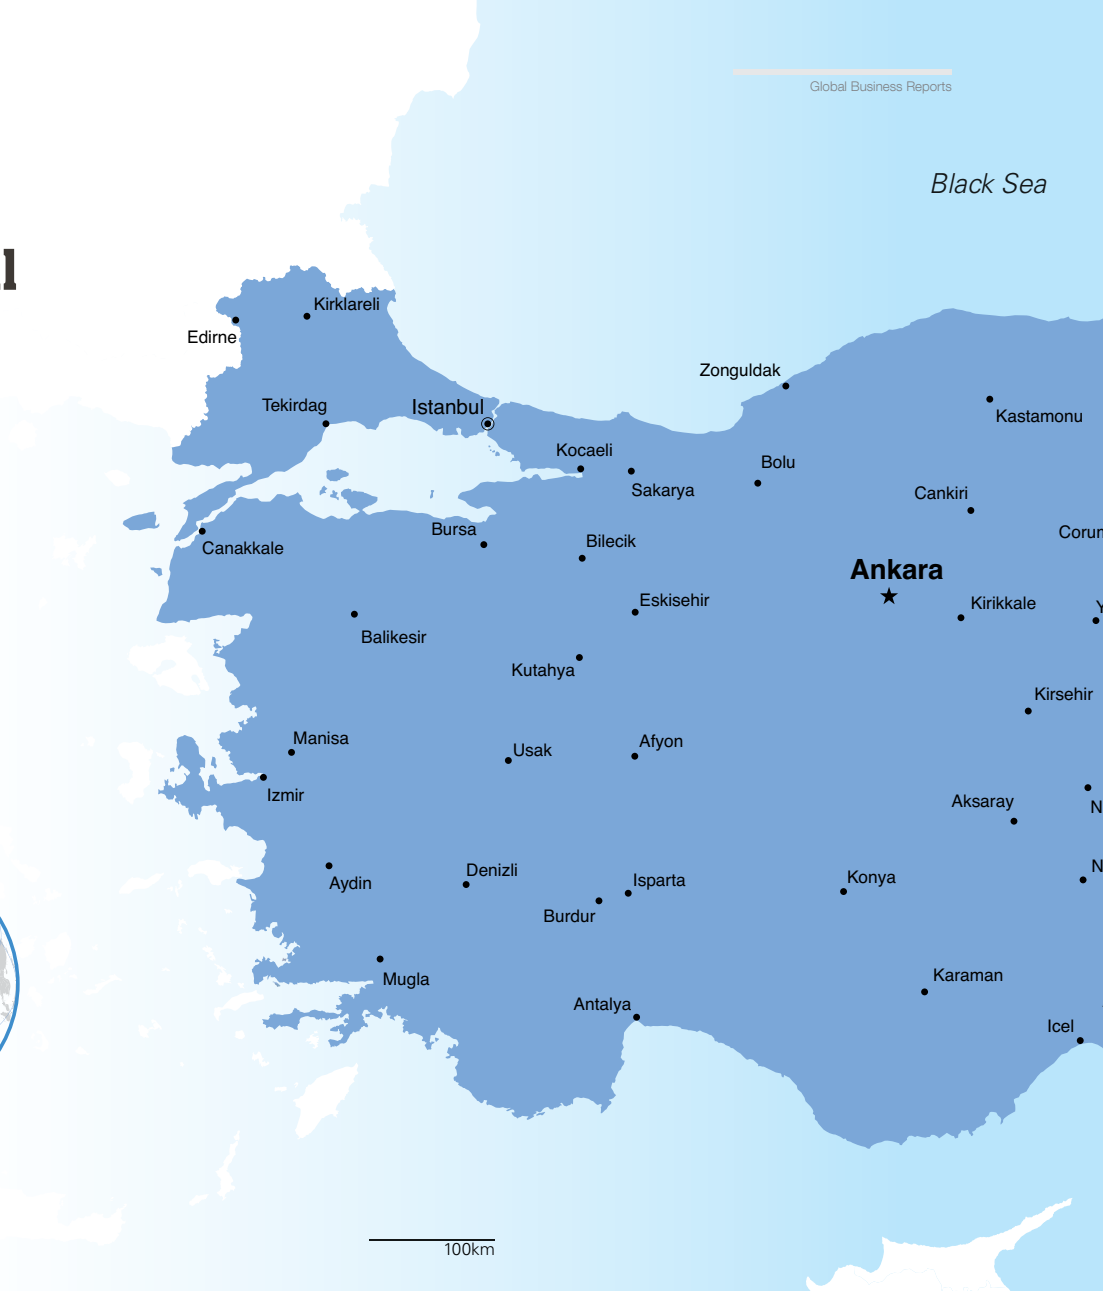 Global Business Reports
Black Sea
Kirklareli
Edirne
Zonguldak
Tekirdag
Istanbul
Kastamonu
Kocaeli
Bolu
Sakarya
Cankiri
Bursa
Corum
Canakkale
Bilecik
Ankara
Eskisehir
Kirikkale
Balikesir
Kutahya
Kirsehir
Manisa
Usak
Afyon
Izmir
Aksaray
Denizli
Isparta
Konya
Aydin
Burdur
Mugla
Karaman
Antalya
Icel
100km